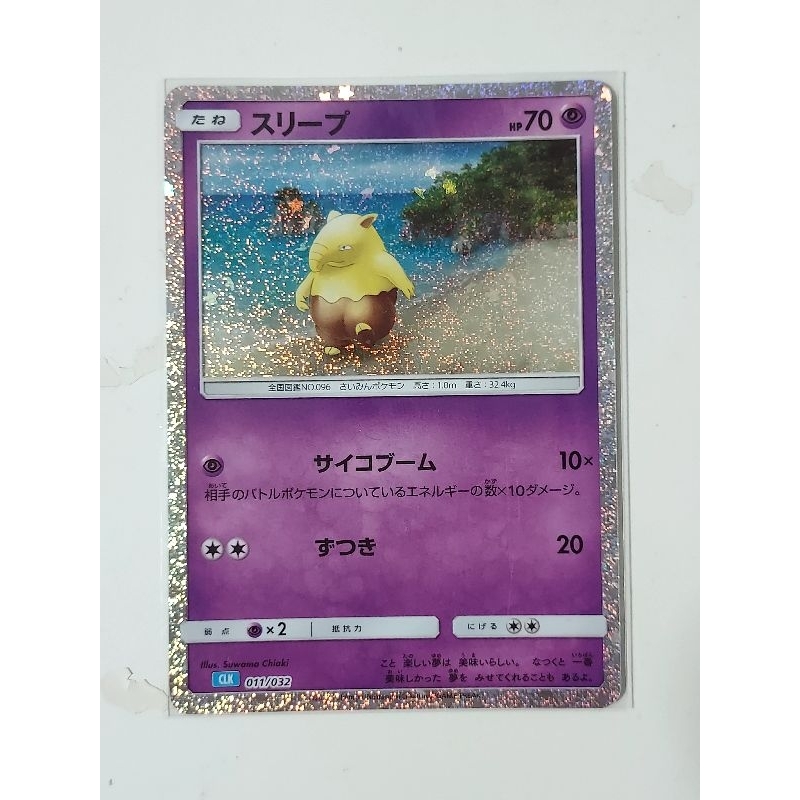 たね スリープ HP70
全国図鑑NO.096 さいみんポケモン 高さ:1.0m 重さ:32.4kg
サイコブーム 10×
相手のバトルポケモンについているエネルギーの数×10ダメージ。
ずつき 20
弱点 ×2 抵抗力 にげる
Illus. Suwama Chiaki
こと 楽しい夢は 美味いらしい。 なつくと 一番
美味しかった 夢を みせてくれることも あるよ。
CLK 011/032